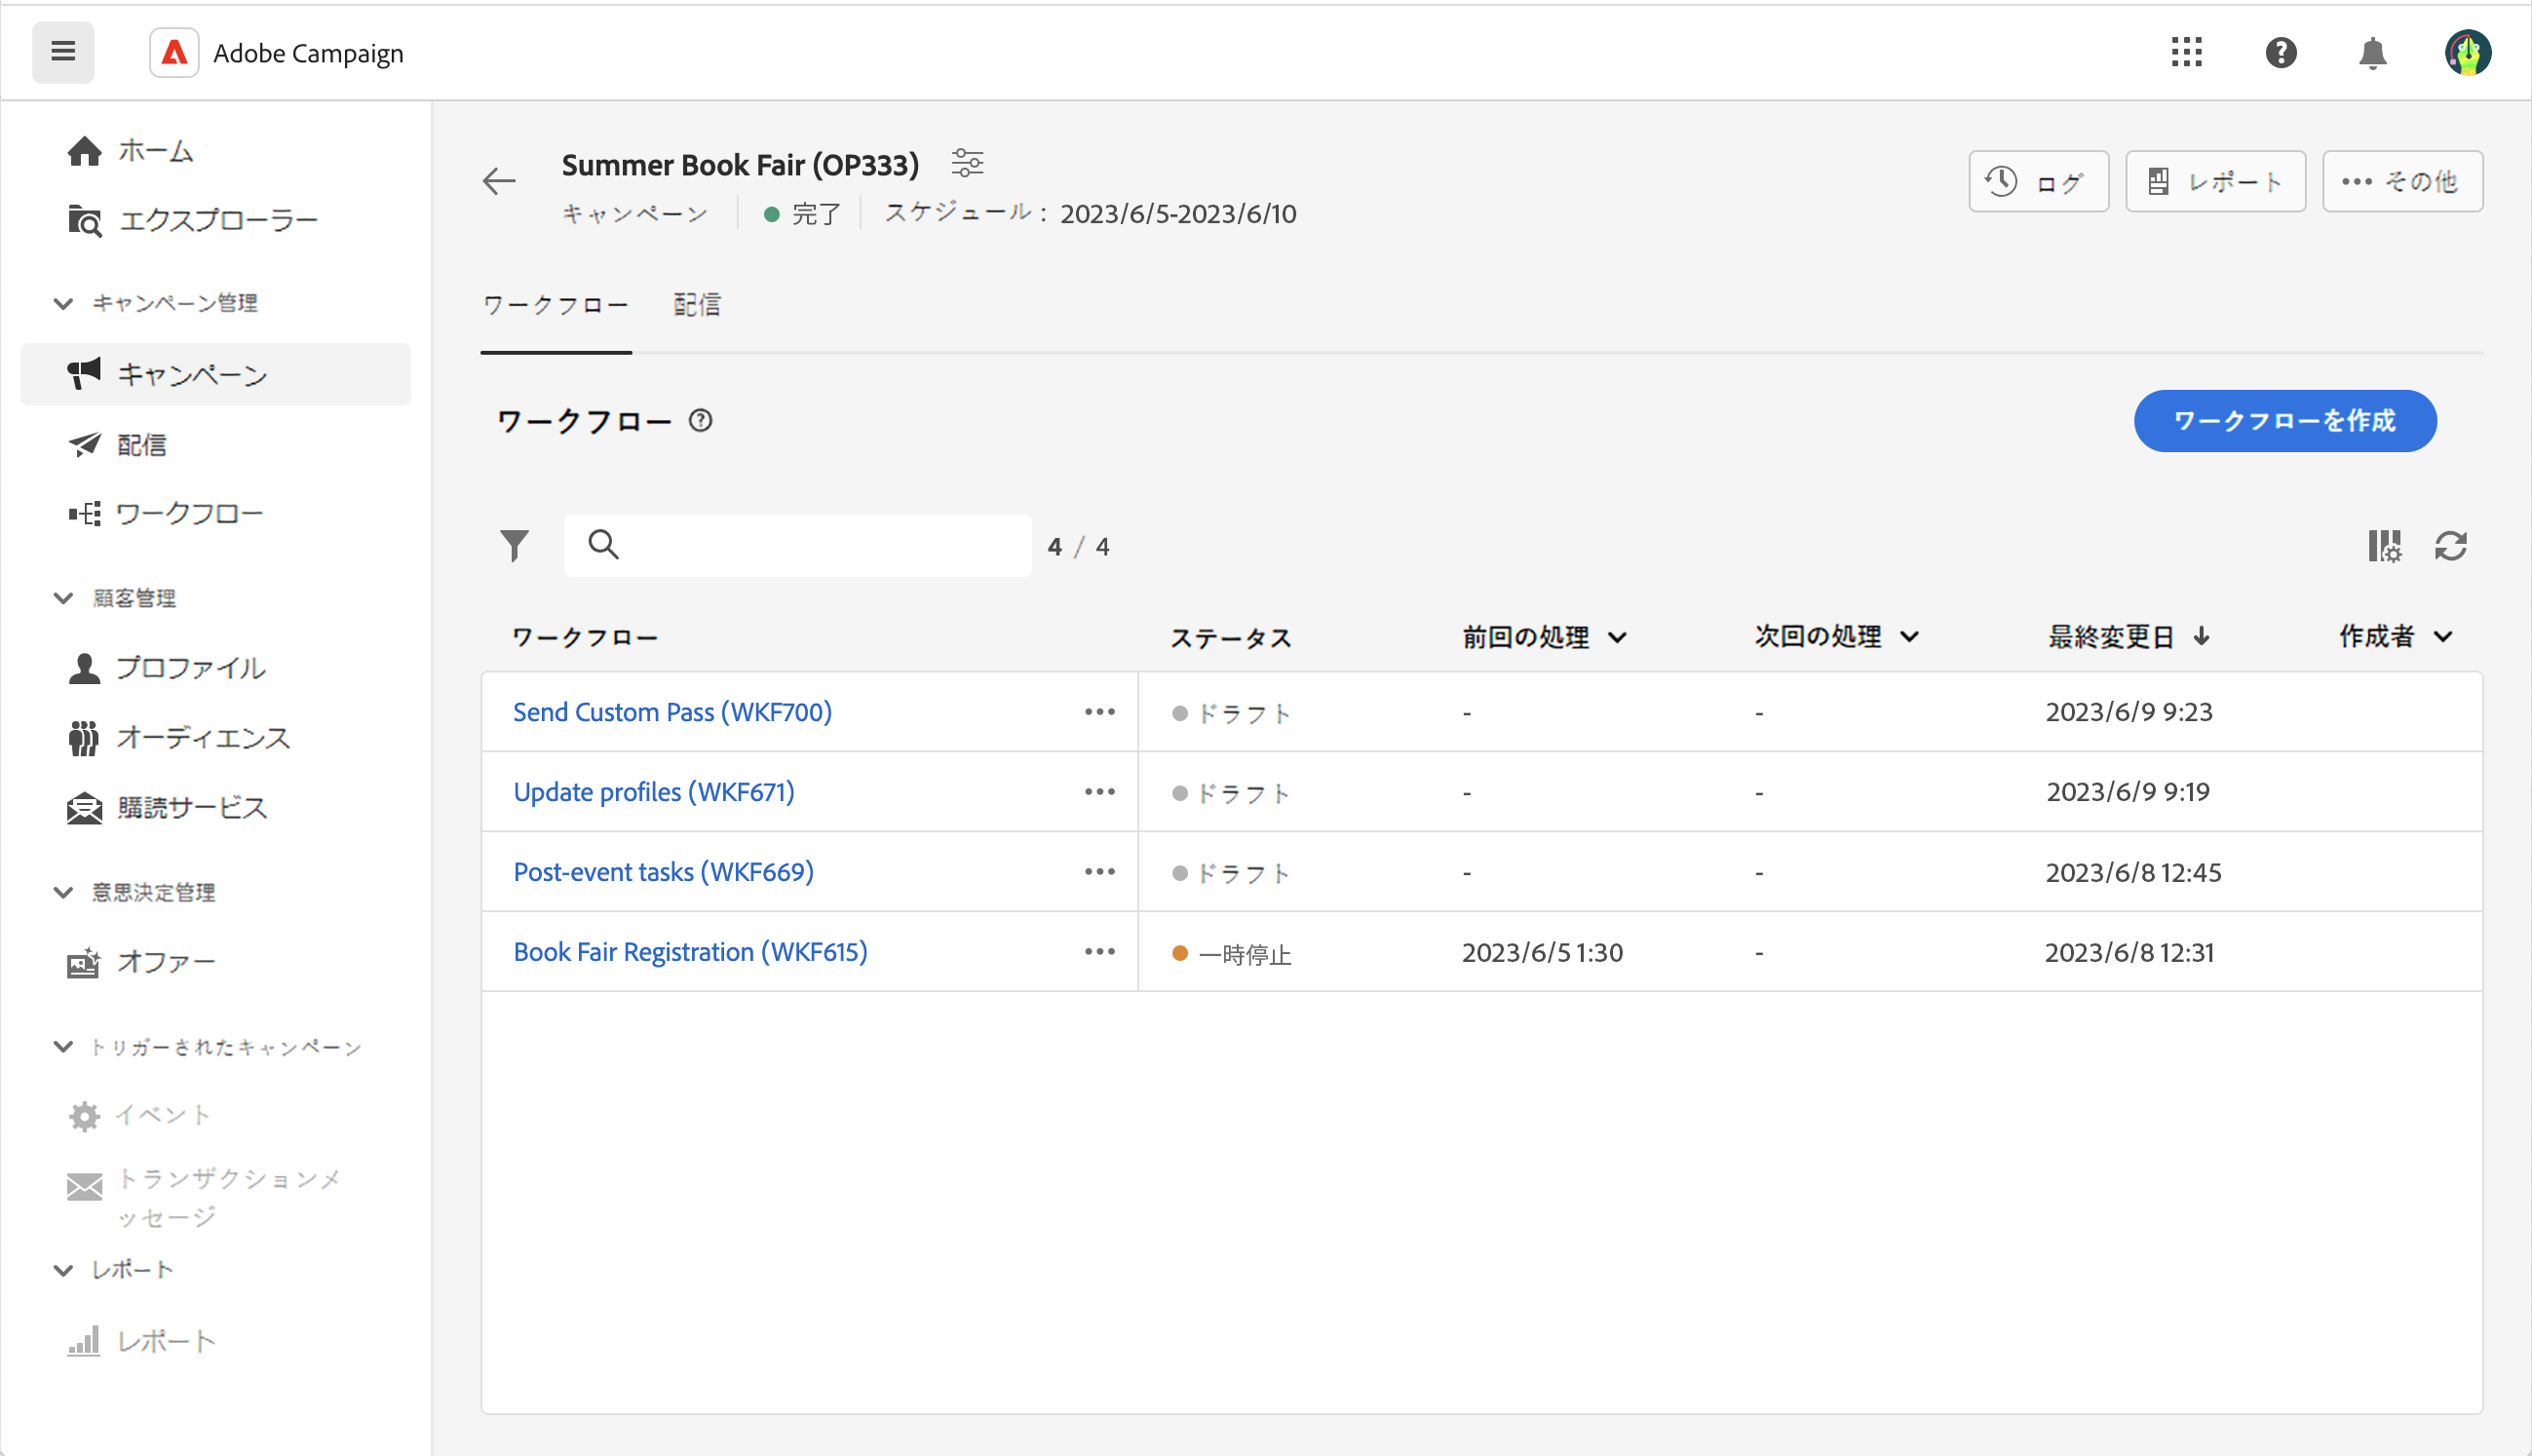 Adobe Campaign
ホーム
エクスプローラー
キャンペーン管理
キャンペーン
配信
ワークフロー
顧客管理
プロファイル
オーディエンス
購読サービス
意思決定管理
オファー
トリガーされたキャンペーン
イベント
トランザクションメ
ッセージ
レポート
レポート
Summer Book Fair (OP333)
キャンペーン 完了 スケジュール： 2023/6/5-2023/6/10
ログ レポート その他
ワークフロー 配信
ワークフロー
ワークフローを作成
4 / 4
ワークフロー ステータス 前回の処理 次回の処理 最終変更日 作成者
Send Custom Pass (WKF700) ドラフト - - 2023/6/9 9:23
Update profiles (WKF671) ドラフト - - 2023/6/9 9:19
Post-event tasks (WKF669) ドラフト - - 2023/6/8 12:45
Book Fair Registration (WKF615) 一時停止 2023/6/5 1:30 - 2023/6/8 12:31